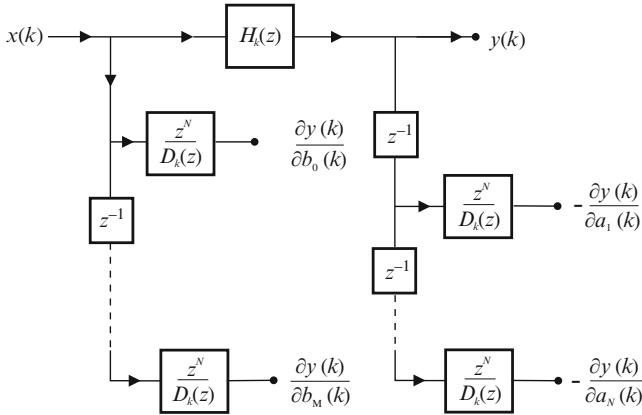 x(k) H_k(z) y(k)
z^N / D_k(z) ∂y(k) / ∂b_0(k)
z^{-1}
z^{-1}
z^N / D_k(z) - ∂y(k) / ∂a_1(k)
z^{-1}
z^N / D_k(z) ∂y(k) / ∂b_M(k)
z^N / D_k(z) - ∂y(k) / ∂a_N(k)